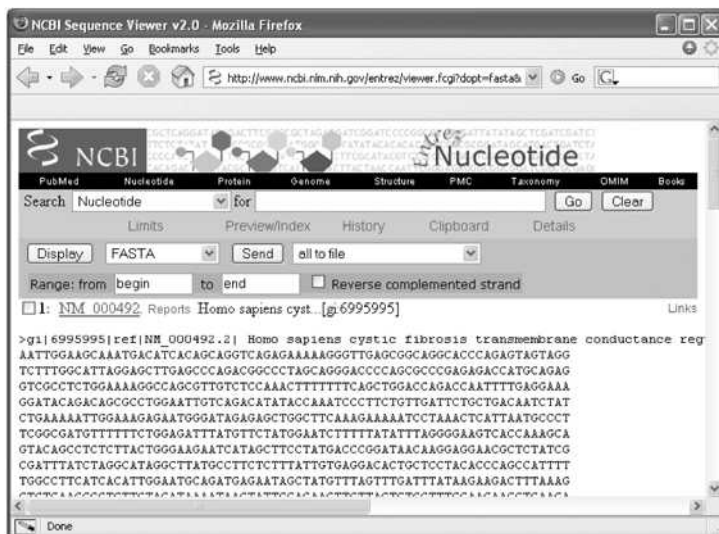 NCBI Sequence Viewer v2.0 - Mozilla Firefox
File Edit View Go Bookmarks Tools Help
http://www.ncbi.nlm.nih.gov/entrez/viewer.fcgi?dopt=fasta& Go
NCBI Entrez Nucleotide
PubMed Nucleotide Protein Genome Structure PMC Taxonomy OMIM Books
Search Nucleotide for Go Clear
Limits Preview/Index History Clipboard Details
Display FASTA Send all to file
Range: from begin to end Reverse complemented strand
1: NM_000492. Reports Homo sapiens cyst...[gi:6995995] Links
>gi|6995995|ref|NM_000492.2| Homo sapiens cystic fibrosis transmembrane conductance reg
AATTGGAAGCAAATGACATCACAGCAGGTCAGAGAAAAAGGGTTGAGCGGCAGGCACCCAGAGTAGTAGG
TCTTTGGCATTAGGAGCTTGAGCCCAGACGGCCCTAGCAGGGACCCCAGCGCCCGAGAGACCATGCAGAG
GTCGCCTCTGGAAAAGGCCAGCGTTGTCTCCAAACTTTTTTTCAGCTGGACCAGACCAATTTTGAGGAAA
GGATACAGACAGCGCCTGGAATTGTCAGACATATACCAAATCCCTTCTGTTGATTCTGCTGACAATCTAT
CTGAAAAATTGGAAAGAGAATGGGATAGAGAGCTGGCTTCAAAGAAAAATCCTAAACTCATTAATGCCCT
TCGGCGATGTTTTTTCTGGAGATTTATGTTCTATGGAATCTTTTTATATTTAGGGGAAGTCACCAAAGCA
GTACAGCCTCTCTTACTGGGAAGAATCATAGCTTCCTATGACCCGGATAACAAGGAGGAACGCTCTATCG
CGATTTATCTAGGCATAGGCTTATGCCTTCTCTTTATTGTGAGGACACTGCTCCTACACCCAGCCATTTT
TGGCCTTCATCACATTGGAATGCAGATGAGAATAGCTATGTTTAGTTTGATTTATAAGAAGACTTTAAAG
Done